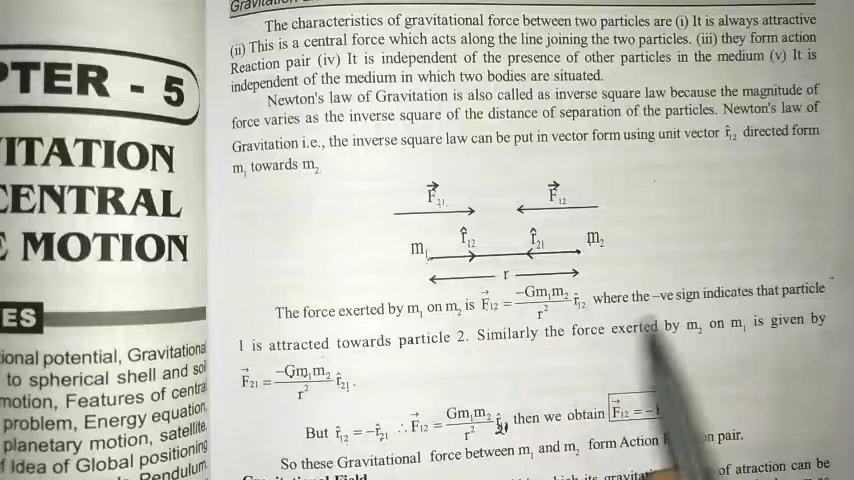 PTER - 5
ITATION
CENTRAL
E MOTION
ES
ional potential, Gravitational
to spherical shell and
motion, Features of central
problem, Energy equation,
planetary motion, satellite,
f Idea of Global positioning
Pendulum
The characteristics of gravitational force between two particles are (i) It is always attractive
(ii) This is a central force which acts along the line joining the two particles. (iii) they form action
Reaction pair (iv) It is independent of the presence of other particles in the medium (v) It is
independent of the medium in which two bodies are situated.
Newton's law of Gravitation is also called as inverse square law because the magnitude of
force varies as the inverse square of the distance of separation of the particles. Newton's law of
Gravitation i.e., the inverse square law can be put in vector form using unit vector r̂₁₂ directed form
m₁ towards m₂
F⃗₂₁ F⃗₁₂
m₁ r̂₁₂ r̂₂₁ m₂
r
The force exerted by m₁ on m₂ is F⃗₁₂ = −Gm₁m₂/r² r̂₁₂ where the –ve sign indicates that particle
1 is attracted towards particle 2. Similarly the force exerted by m₂ on m₁ is given by
F⃗₂₁ = −Gm₁m₂/r² r̂₂₁.
But r̂₁₂ = −r̂₂₁ ∴ F⃗₁₂ = Gm₁m₂/r² r̂₂₁ then we obtain F⃗₁₂ = −
So these Gravitational force between m₁ and m₂ form Action pair.
of atraction can be